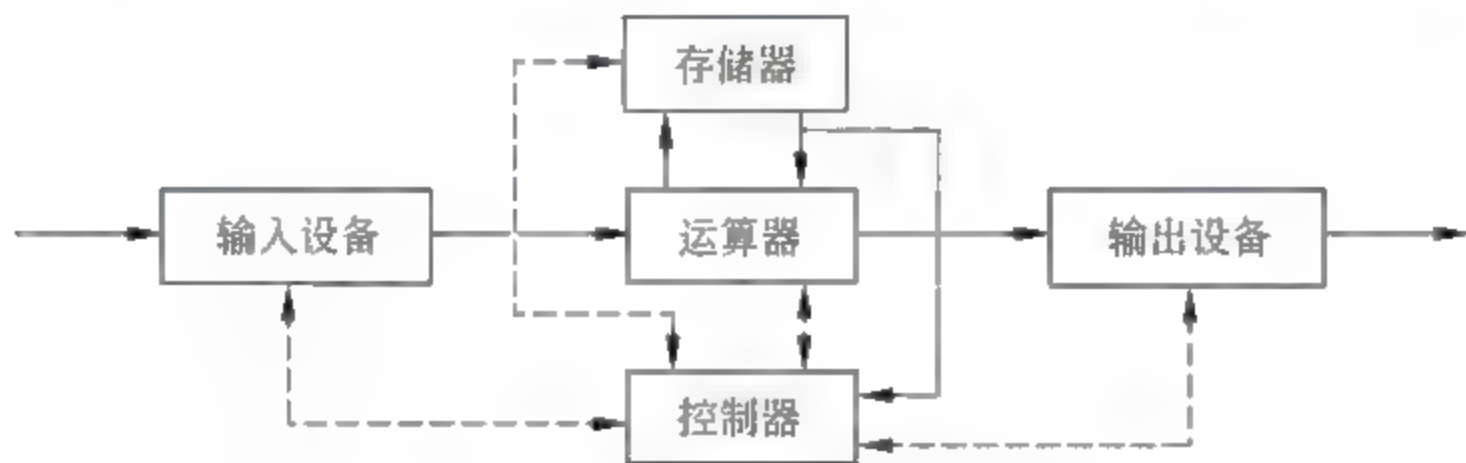 存储器
输入设备
运算器
输出设备
控制器